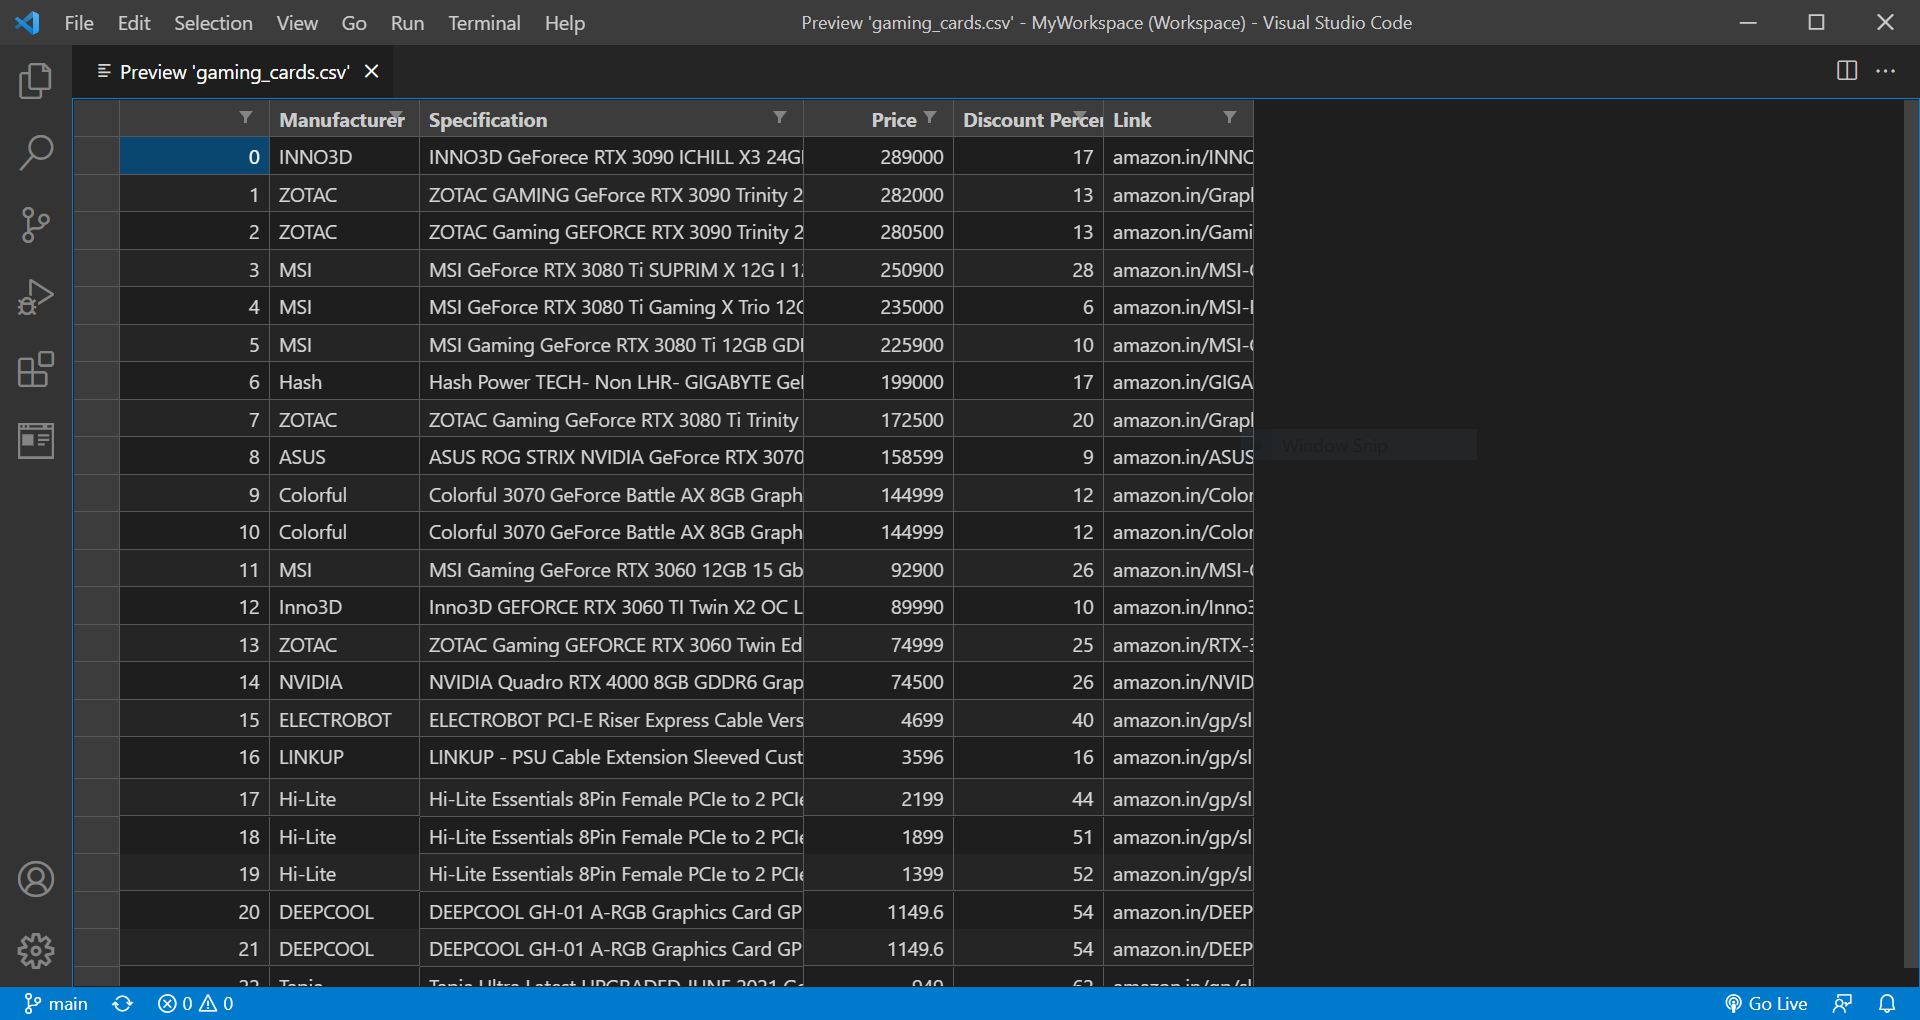 File Edit Selection View Go Run Terminal Help Preview 'gaming_cards.csv' - MyWorkspace (Workspace) - Visual Studio Code
Preview 'gaming_cards.csv'
Manufacturer Specification Price Discount Percen Link
0 INNO3D INNO3D GeForece RTX 3090 ICHILL X3 24G 289000 17 amazon.in/INNO
1 ZOTAC ZOTAC GAMING GeForce RTX 3090 Trinity 2 282000 13 amazon.in/Grap
2 ZOTAC ZOTAC Gaming GEFORCE RTX 3090 Trinity 2 280500 13 amazon.in/Gami
3 MSI MSI GeForce RTX 3080 Ti SUPRIM X 12G I 1 250900 28 amazon.in/MSI-
4 MSI MSI GeForce RTX 3080 Ti Gaming X Trio 12G 235000 6 amazon.in/MSI-
5 MSI MSI Gaming GeForce RTX 3080 Ti 12GB GD 225900 10 amazon.in/MSI-
6 Hash Hash Power TECH- Non LHR- GIGABYTE Ge 199000 17 amazon.in/GIGA
7 ZOTAC ZOTAC Gaming GeForce RTX 3080 Ti Trinity 172500 20 amazon.in/Grap
Window Snip
8 ASUS ASUS ROG STRIX NVIDIA GeForce RTX 3070 158599 9 amazon.in/ASUS
9 Colorful Colorful 3070 GeForce Battle AX 8GB Graph 144999 12 amazon.in/Color
10 Colorful Colorful 3070 GeForce Battle AX 8GB Graph 144999 12 amazon.in/Color
11 MSI MSI Gaming GeForce RTX 3060 12GB 15 Gb 92900 26 amazon.in/MSI-
12 Inno3D Inno3D GEFORCE RTX 3060 TI Twin X2 OC L 89990 10 amazon.in/Inno3
13 ZOTAC ZOTAC Gaming GEFORCE RTX 3060 Twin Ed 74999 25 amazon.in/RTX-3
14 NVIDIA NVIDIA Quadro RTX 4000 8GB GDDR6 Grap 74500 26 amazon.in/NVID
15 ELECTROBOT ELECTROBOT PCI-E Riser Express Cable Vers 4699 40 amazon.in/gp/sl
16 LINKUP LINKUP - PSU Cable Extension Sleeved Cust 3596 16 amazon.in/gp/sl
17 Hi-Lite Hi-Lite Essentials 8Pin Female PCIe to 2 PCIe 2199 44 amazon.in/gp/sl
18 Hi-Lite Hi-Lite Essentials 8Pin Female PCIe to 2 PCIe 1899 51 amazon.in/gp/sl
19 Hi-Lite Hi-Lite Essentials 8Pin Female PCIe to 2 PCIe 1399 52 amazon.in/gp/sl
20 DEEPCOOL DEEPCOOL GH-01 A-RGB Graphics Card GP 1149.6 54 amazon.in/DEEP
21 DEEPCOOL DEEPCOOL GH-01 A-RGB Graphics Card GP 1149.6 54 amazon.in/DEEP
main 0 0 Go Live